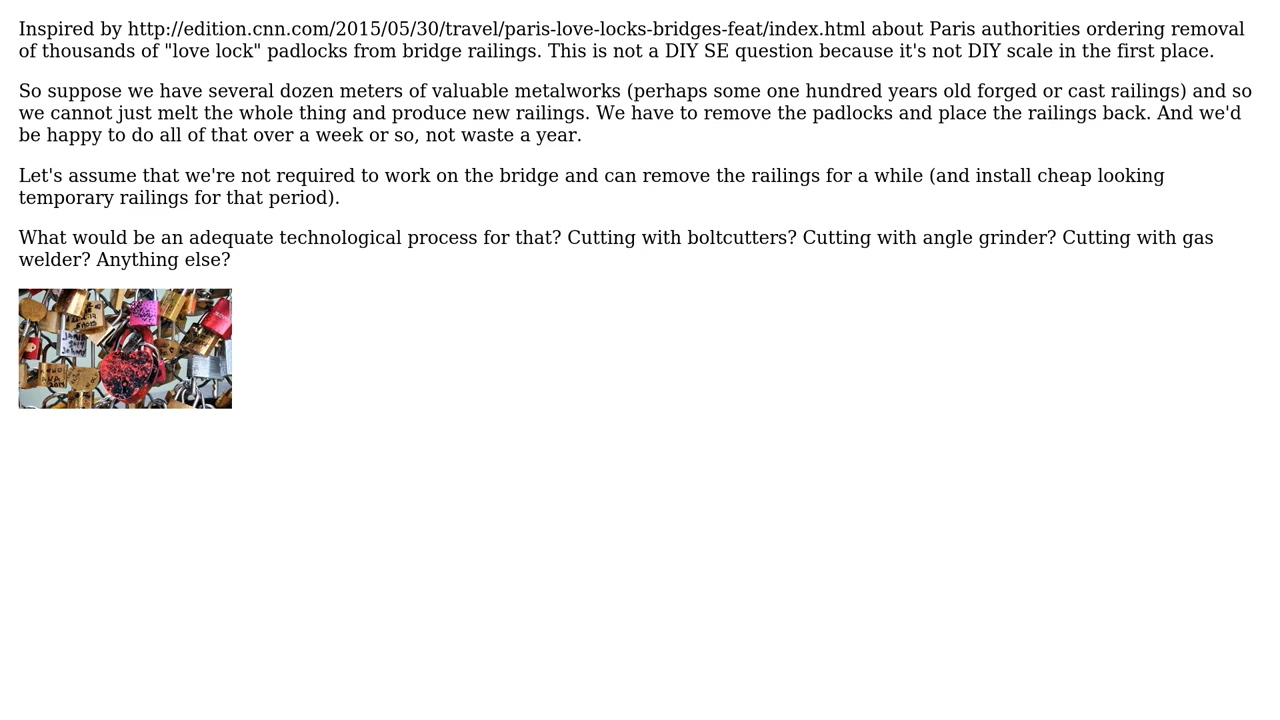 Inspired by http://edition.cnn.com/2015/05/30/travel/paris-love-locks-bridges-feat/index.html about Paris authorities ordering removal
of thousands of "love lock" padlocks from bridge railings. This is not a DIY SE question because it's not DIY scale in the first place.
So suppose we have several dozen meters of valuable metalworks (perhaps some one hundred years old forged or cast railings) and so
we cannot just melt the whole thing and produce new railings. We have to remove the padlocks and place the railings back. And we'd
be happy to do all of that over a week or so, not waste a year.
Let's assume that we're not required to work on the bridge and can remove the railings for a while (and install cheap looking
temporary railings for that period).
What would be an adequate technological process for that? Cutting with boltcutters? Cutting with angle grinder? Cutting with gas
welder? Anything else?